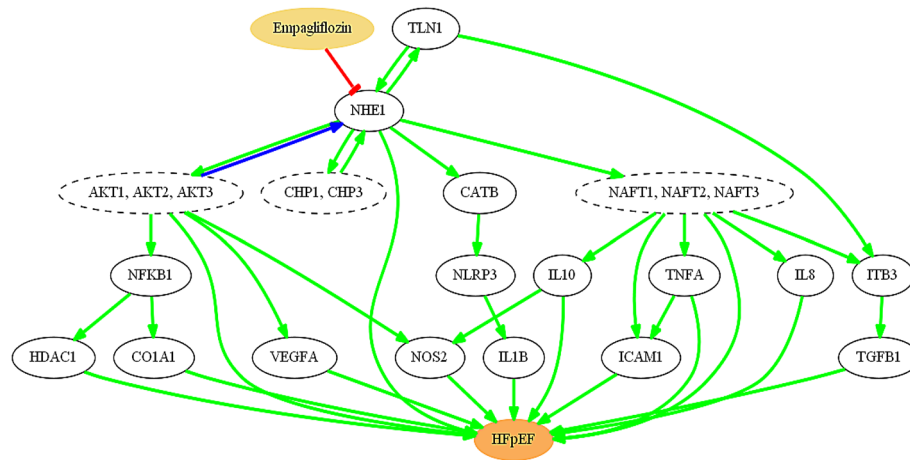 Empagliflozin
TLN1
NHE1
AKT1, AKT2, AKT3
CHP1, CHP3
CATB
NAFT1, NAFT2, NAFT3
NFKB1
NLRP3
IL10
TNFA
IL8
ITB3
HDAC1
CO1A1
VEGFA
NOS2
IL1B
ICAM1
TGFB1
HFpEF